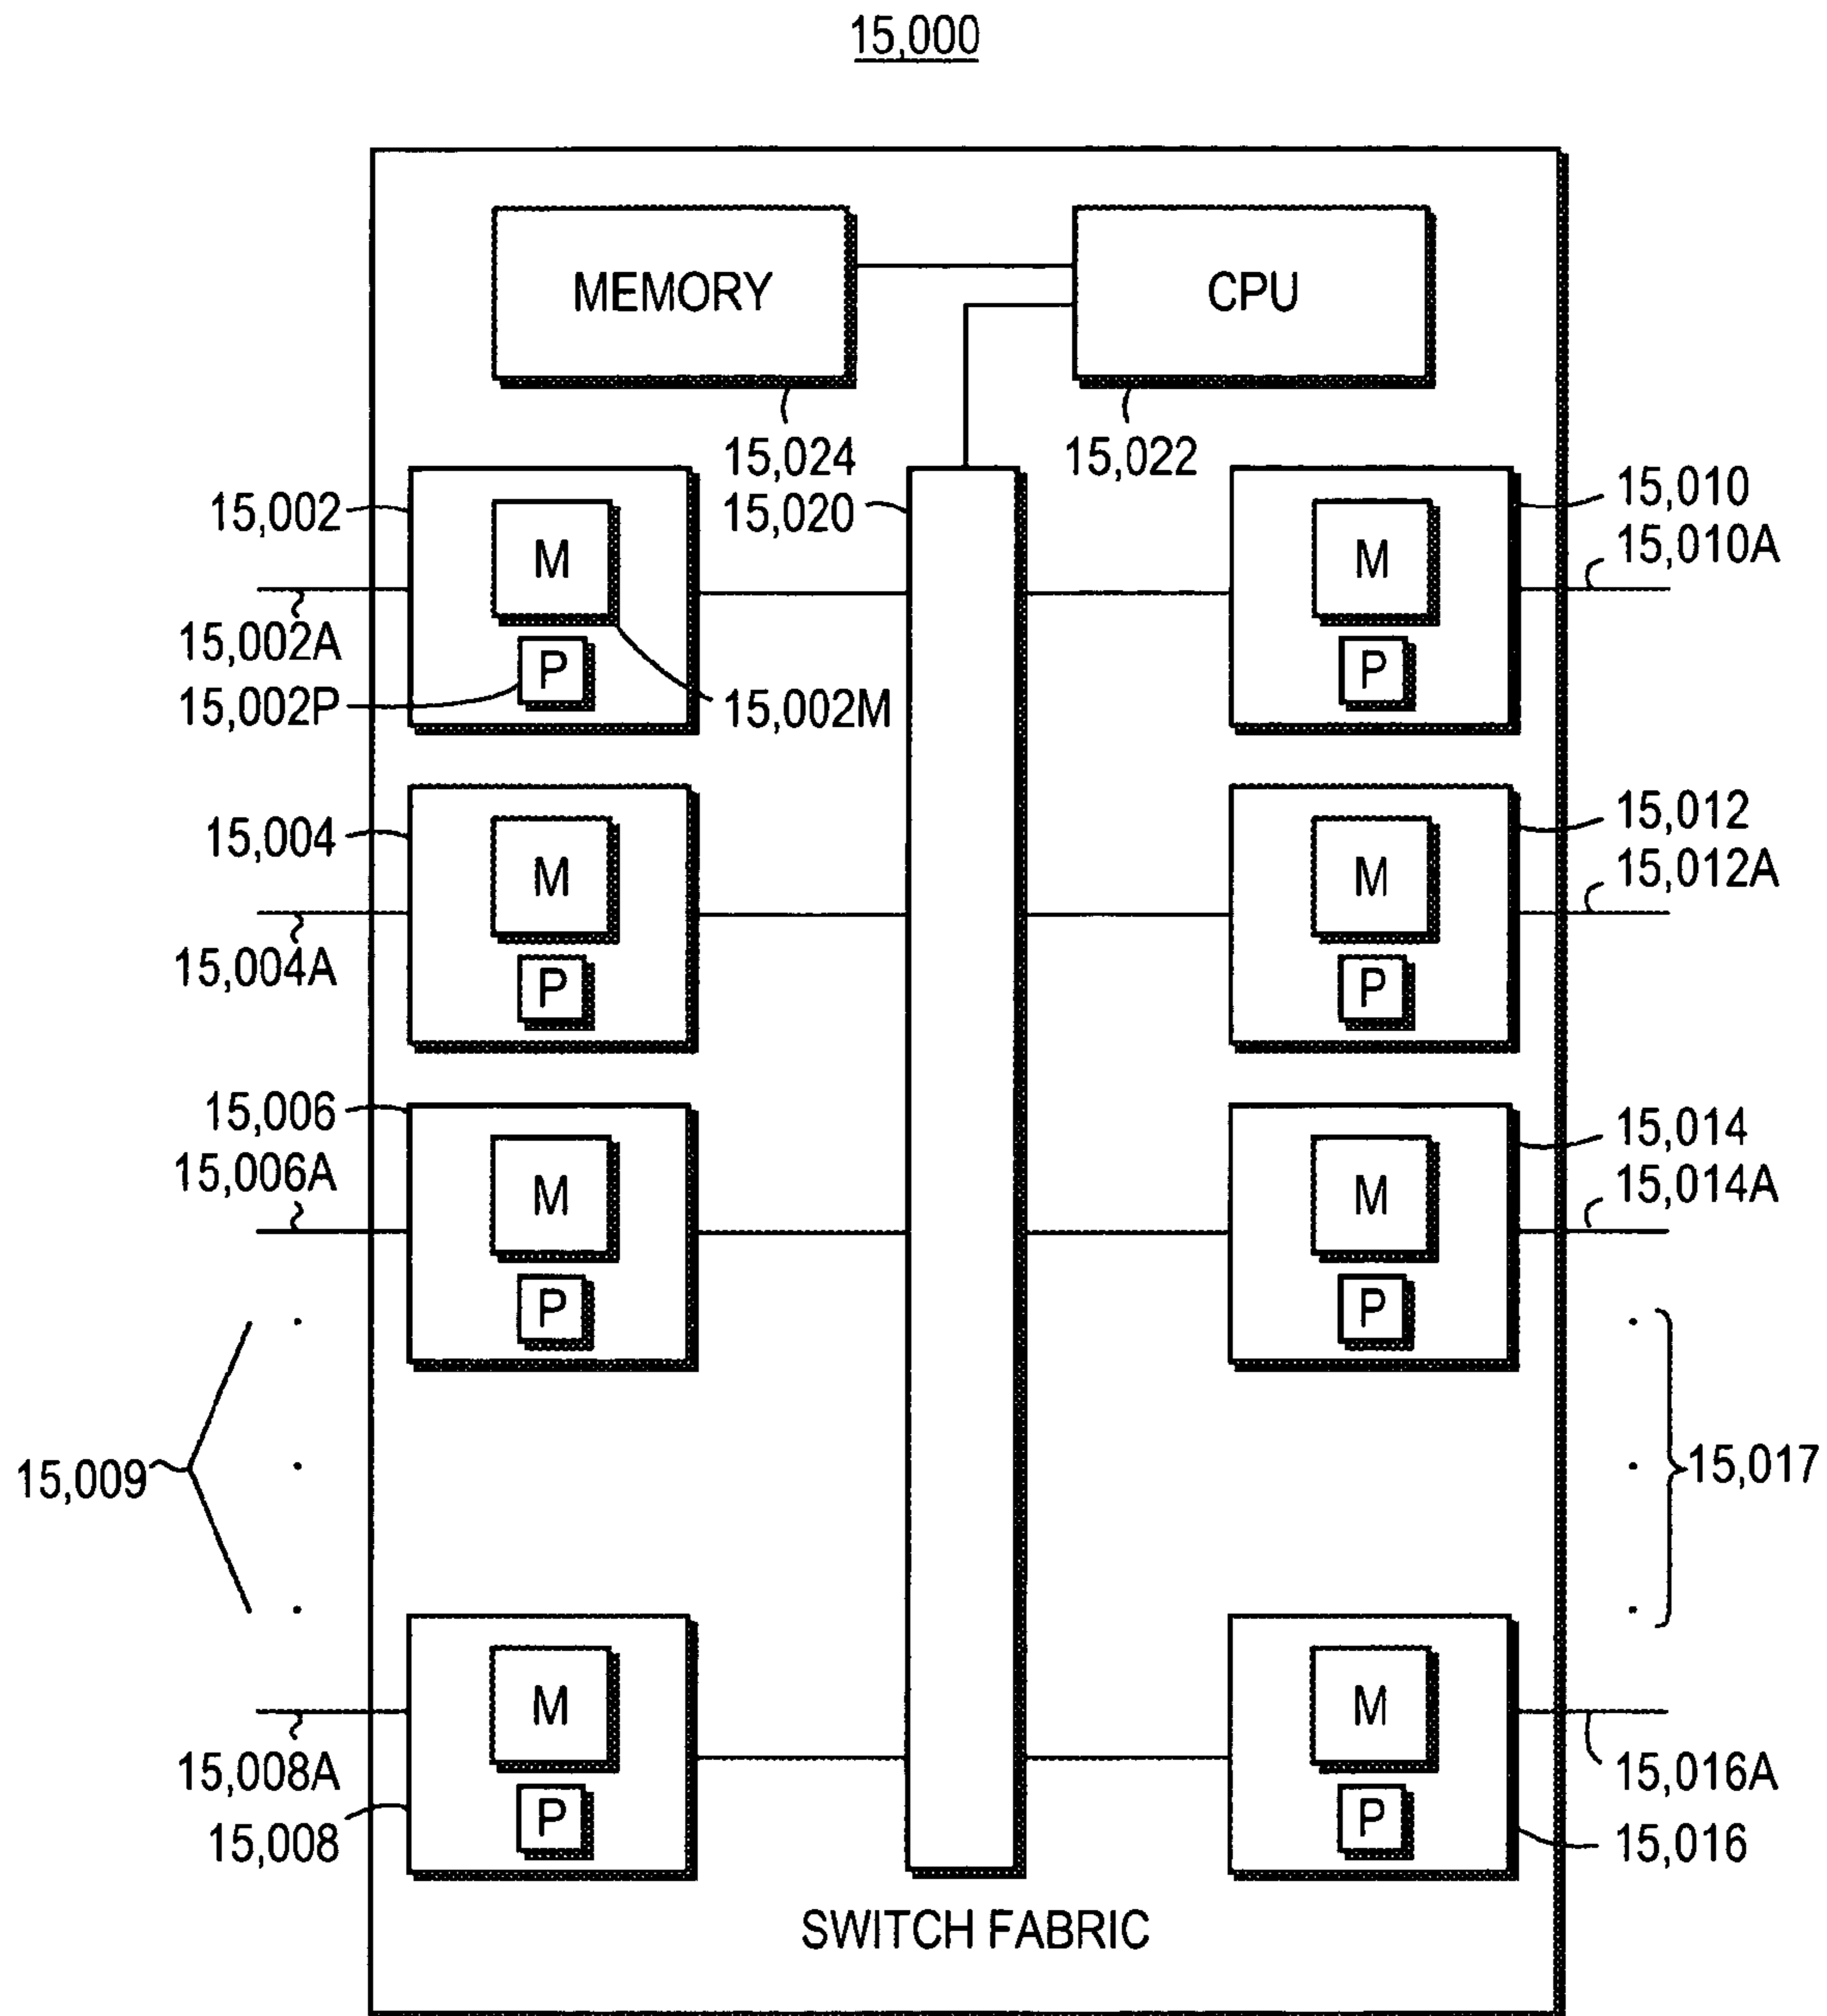 15,000
MEMORY
CPU
15,024
15,022
15,002
15,020
15,010
M
M
15,010A
15,002A
P
P
15,002P
15,002M
15,004
M
M
15,012
15,012A
15,004A
P
P
15,006
15,014
15,006A
M
M
15,014A
P
P
15,009
15,017
M
M
15,008A
15,016A
15,008
P
P
15,016
SWITCH FABRIC